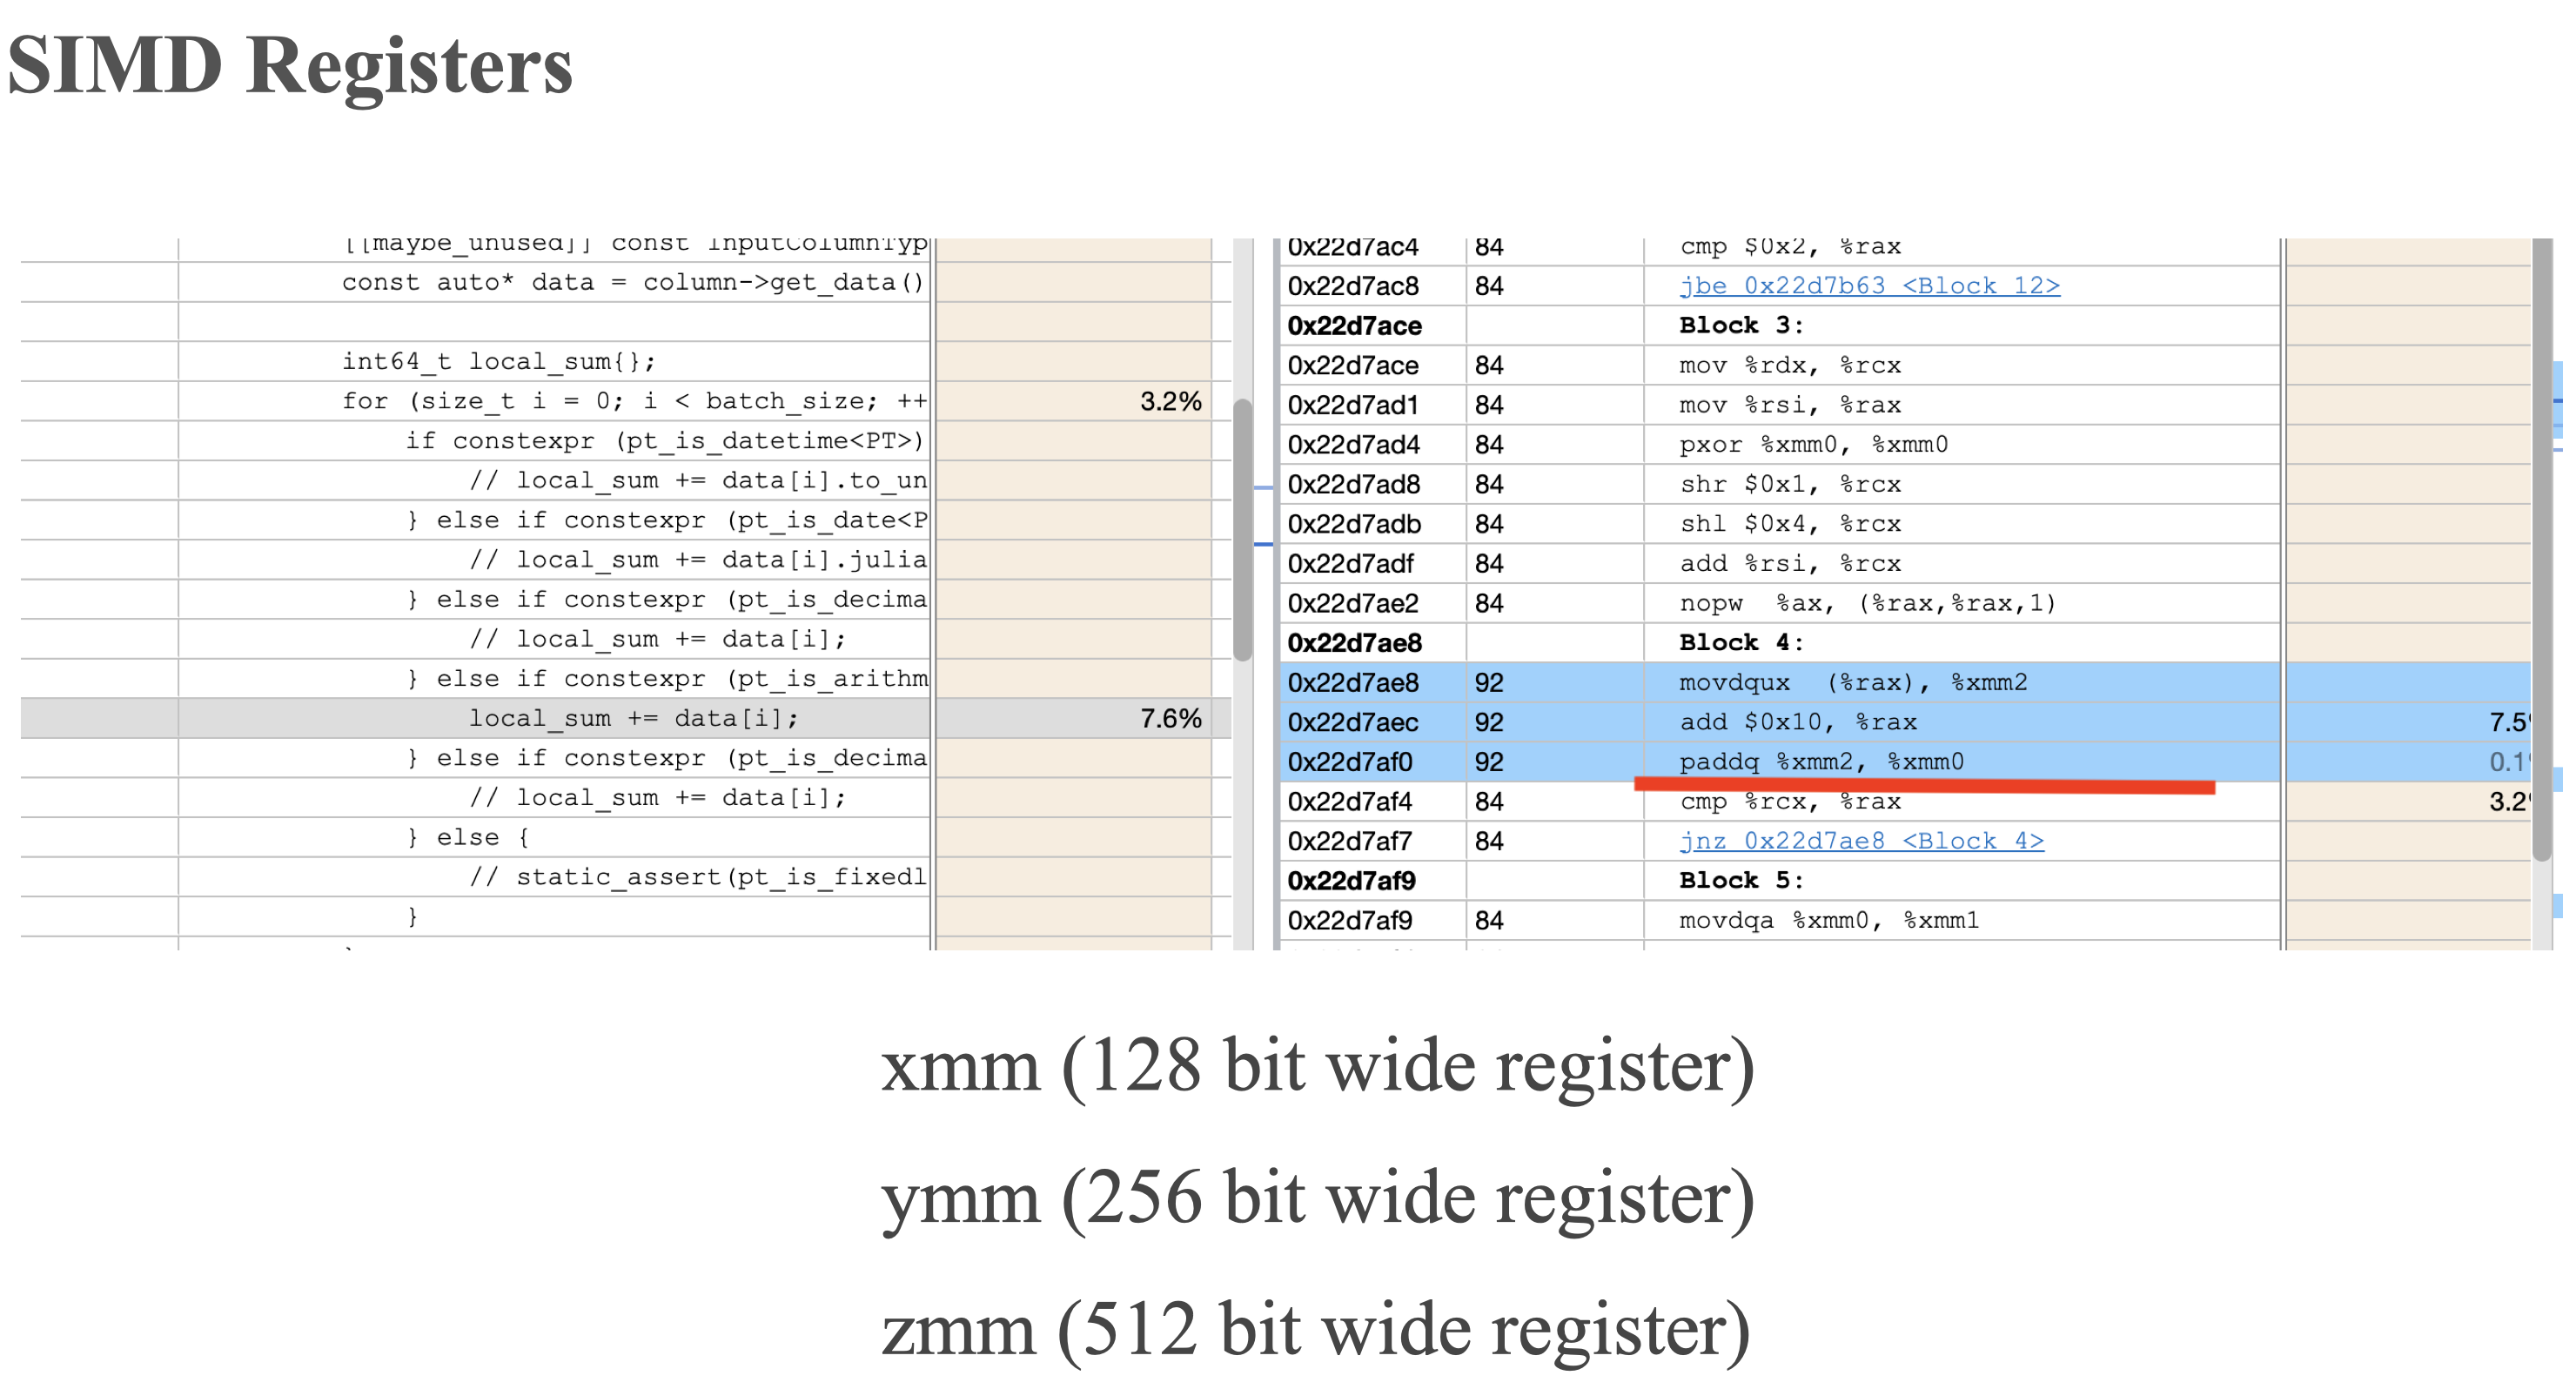 SIMD Registers
[[maybe_unused]] const InputColumnTyp
const auto* data = column->get_data()
int64_t local_sum{};
for (size_t i = 0; i < batch_size; ++ 3.2%
if constexpr (pt_is_datetime<PT>)
// local_sum += data[i].to_un
} else if constexpr (pt_is_date<P
// local_sum += data[i].julia
} else if constexpr (pt_is_decima
// local_sum += data[i];
} else if constexpr (pt_is_arithm
local_sum += data[i]; 7.6%
} else if constexpr (pt_is_decima
// local_sum += data[i];
} else {
// static_assert(pt_is_fixedl
}
0x22d7ac4 84 cmp $0x2, %rax
0x22d7ac8 84 jbe 0x22d7b63 <Block 12>
0x22d7ace Block 3:
0x22d7ace 84 mov %rdx, %rcx
0x22d7ad1 84 mov %rsi, %rax
0x22d7ad4 84 pxor %xmm0, %xmm0
0x22d7ad8 84 shr $0x1, %rcx
0x22d7adb 84 shl $0x4, %rcx
0x22d7adf 84 add %rsi, %rcx
0x22d7ae2 84 nopw %ax, (%rax,%rax,1)
0x22d7ae8 Block 4:
0x22d7ae8 92 movdqux (%rax), %xmm2
0x22d7aec 92 add $0x10, %rax 7.5
0x22d7af0 92 paddq %xmm2, %xmm0 0.1
0x22d7af4 84 cmp %rcx, %rax 3.2
0x22d7af7 84 jnz 0x22d7ae8 <Block 4>
0x22d7af9 Block 5:
0x22d7af9 84 movdqa %xmm0, %xmm1
xmm (128 bit wide register)
ymm (256 bit wide register)
zmm (512 bit wide register)